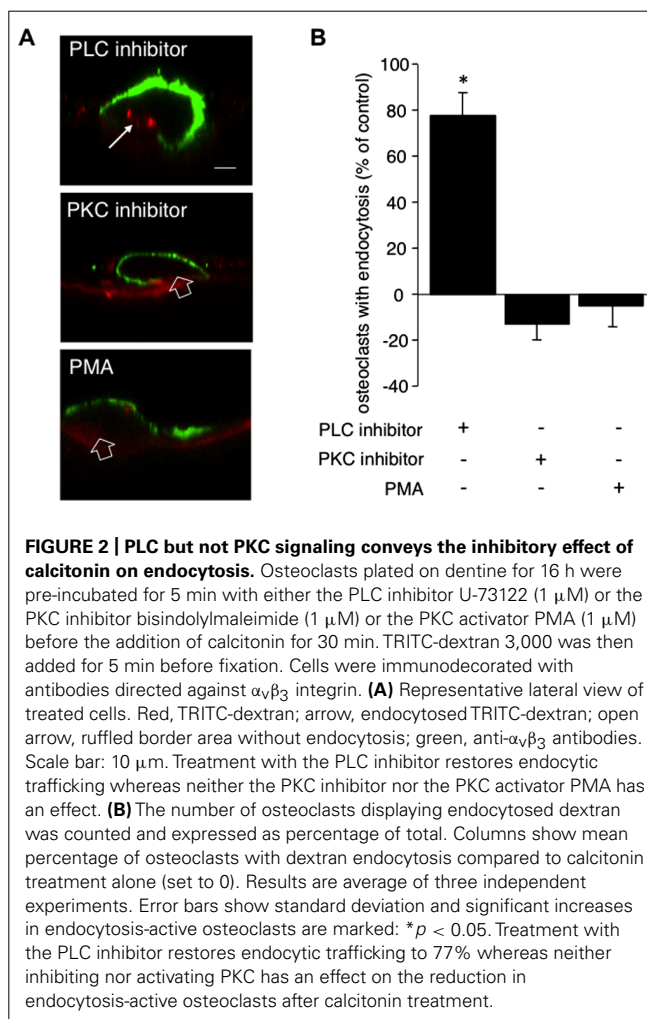 A
PLC inhibitor
PKC inhibitor
PMA
B
osteoclasts with endocytosis (% of control)
100
80
60
40
20
0
-20
-40
*
PLC inhibitor + - -
PKC inhibitor - + -
PMA - - +
FIGURE 2 | PLC but not PKC signaling conveys the inhibitory effect of
calcitonin on endocytosis. Osteoclasts plated on dentine for 16 h were
pre-incubated for 5 min with either the PLC inhibitor U-73122 (1 μM) or the
PKC inhibitor bisindolylmaleimide (1 μM) or the PKC activator PMA (1 μM)
before the addition of calcitonin for 30 min. TRITC-dextran 3,000 was then
added for 5 min before fixation. Cells were immunodecorated with
antibodies directed against αvβ3 integrin. (A) Representative lateral view of
treated cells. Red, TRITC-dextran; arrow, endocytosed TRITC-dextran; open
arrow, ruffled border area without endocytosis; green, anti-αvβ3 antibodies.
Scale bar: 10 μm. Treatment with the PLC inhibitor restores endocytic
trafficking whereas neither the PKC inhibitor nor the PKC activator PMA has
an effect. (B) The number of osteoclasts displaying endocytosed dextran
was counted and expressed as percentage of total. Columns show mean
percentage of osteoclasts with dextran endocytosis compared to calcitonin
treatment alone (set to 0). Results are average of three independent
experiments. Error bars show standard deviation and significant increases
in endocytosis-active osteoclasts are marked: *p < 0.05. Treatment with
the PLC inhibitor restores endocytic trafficking to 77% whereas neither
inhibiting nor activating PKC has an effect on the reduction in
endocytosis-active osteoclasts after calcitonin treatment.